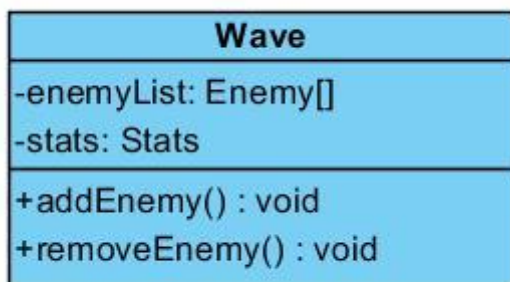 Wave
-enemyList: Enemy[]
-stats: Stats
+addEnemy() : void
+removeEnemy() : void